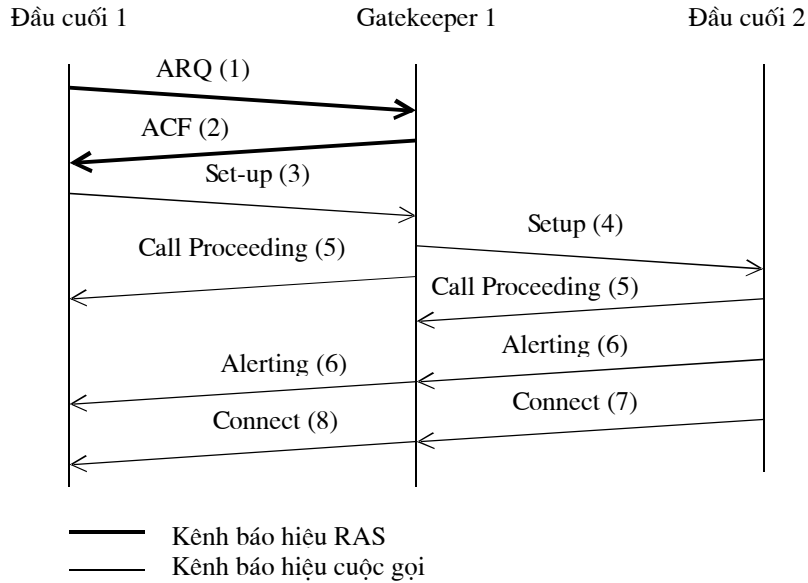 Đầu cuối 1
Gatekeeper 1
Đầu cuối 2
ARQ (1)
ACF (2)
Set-up (3)
Setup (4)
Call Proceeding (5)
Call Proceeding (5)
Alerting (6)
Alerting (6)
Connect (7)
Connect (8)
Kênh báo hiệu RAS
Kênh báo hiệu cuộc gọi